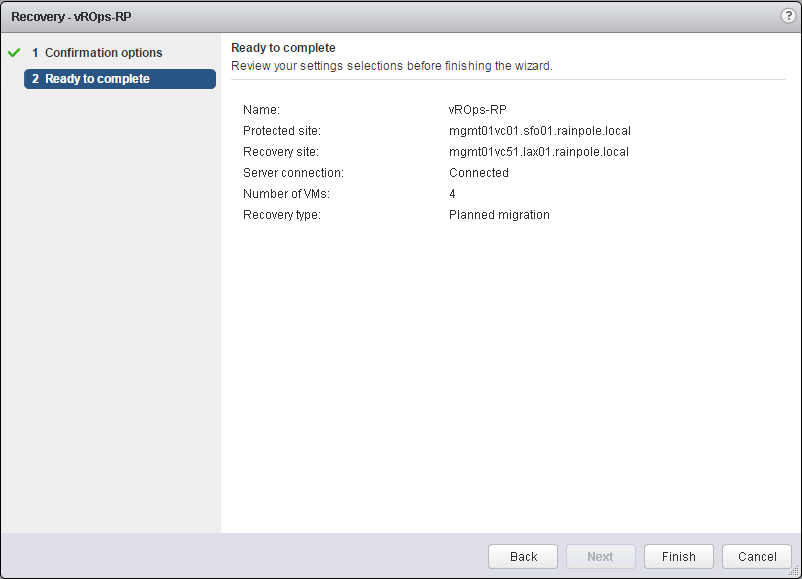 Recovery - vROps-RP
?
1 Confirmation options
2 Ready to complete
Ready to complete
Review your settings selections before finishing the wizard.
Name: vROps-RP
Protected site: mgmt01vc01.sfo01.rainpole.local
Recovery site: mgmt01vc51.lax01.rainpole.local
Server connection: Connected
Number of VMs: 4
Recovery type: Planned migration
Back Next Finish Cancel